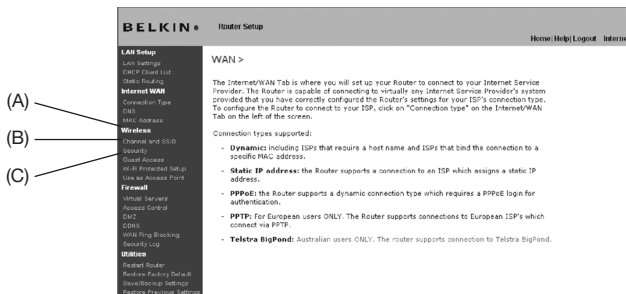 BELKIN
Router Setup
Home|Help|Logout Interne
LAN Setup
LAN Settings
DHCP Client List
Static Routing
Internet WAN
Connection Type
DNS
MAC Address
Wireless
Channel and SSID
Security
Guest Access
Wi-Fi Protected Setup
Use as Access Point
Firewall
Virtual Servers
Access Control
DMZ
DDNS
WAN Ping Blocking
Security Log
Utilities
Restart Router
Restore Factory Default
Save/Backup Settings
Restore Previous Settings
(A)
(B)
(C)
WAN >
The Internet/WAN Tab is where you will set up your Router to connect to your Internet Service
Provider. The Router is capable of connecting to virtually any Internet Service Provider's system
provided that you have correctly configured the Router's settings for your ISP's connection type.
To configure the Router to connect to your ISP, click on "Connection type" on the Internet/WAN
Tab on the left of the screen.
Connection types supported:
- Dynamic: including ISPs that require a host name and ISPs that bind the connection to a
specific MAC address.
- Static IP address: the Router supports a connection to an ISP which assigns a static IP
address.
- PPPoE: the Router supports a dynamic connection type which requires a PPPoE login for
authentication.
- PPTP: For European users ONLY. The Router supports connections to European ISP's which
connect via PPTP.
- Telstra BigPond: Australian users ONLY. The router supports connection to Telstra BigPond.